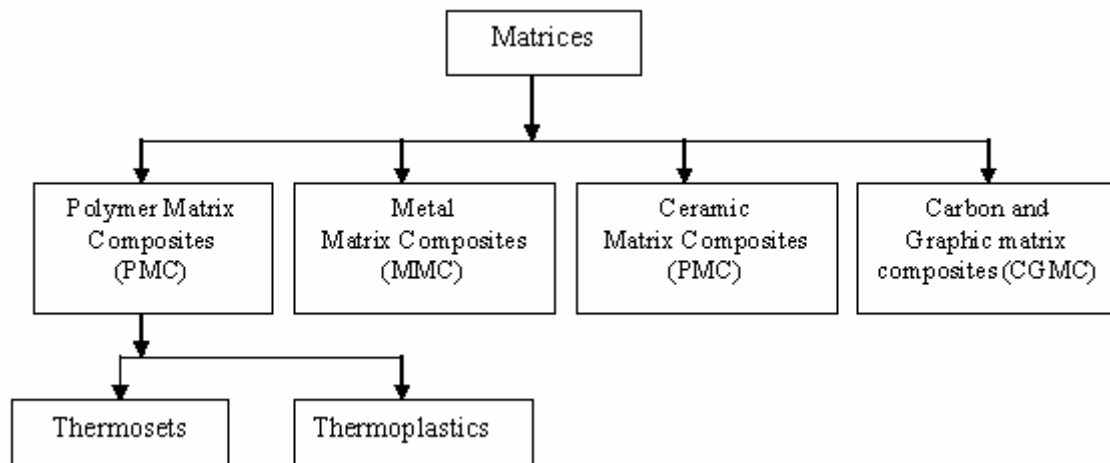 Matrices
Polymer Matrix
Composites
(PMC)
Metal
Matrix Composites
(MMC)
Ceramic
Matrix Composites
(PMC)
Carbon and
Graphic matrix
composites (CGMC)
Thermosets
Thermoplastics